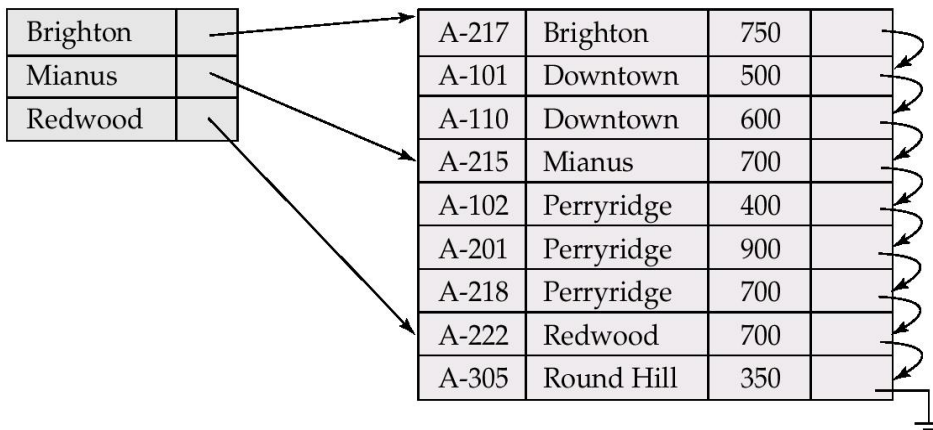 Brighton
Mianus
Redwood
A-217 Brighton 750
A-101 Downtown 500
A-110 Downtown 600
A-215 Mianus 700
A-102 Perryridge 400
A-201 Perryridge 900
A-218 Perryridge 700
A-222 Redwood 700
A-305 Round Hill 350